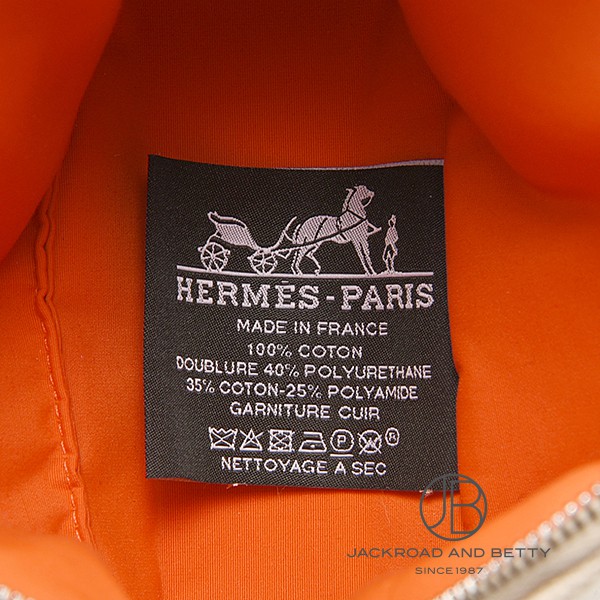 HERMÈS-PARIS
MADE IN FRANCE
100% COTON
DOUBLURE 40% POLYURETHANE
35% COTON-25% POLYAMIDE
GARNITURE CUIR
P ®
NETTOYAGE A SEC
JB
JACKROAD AND BETTY
SINCE 1987